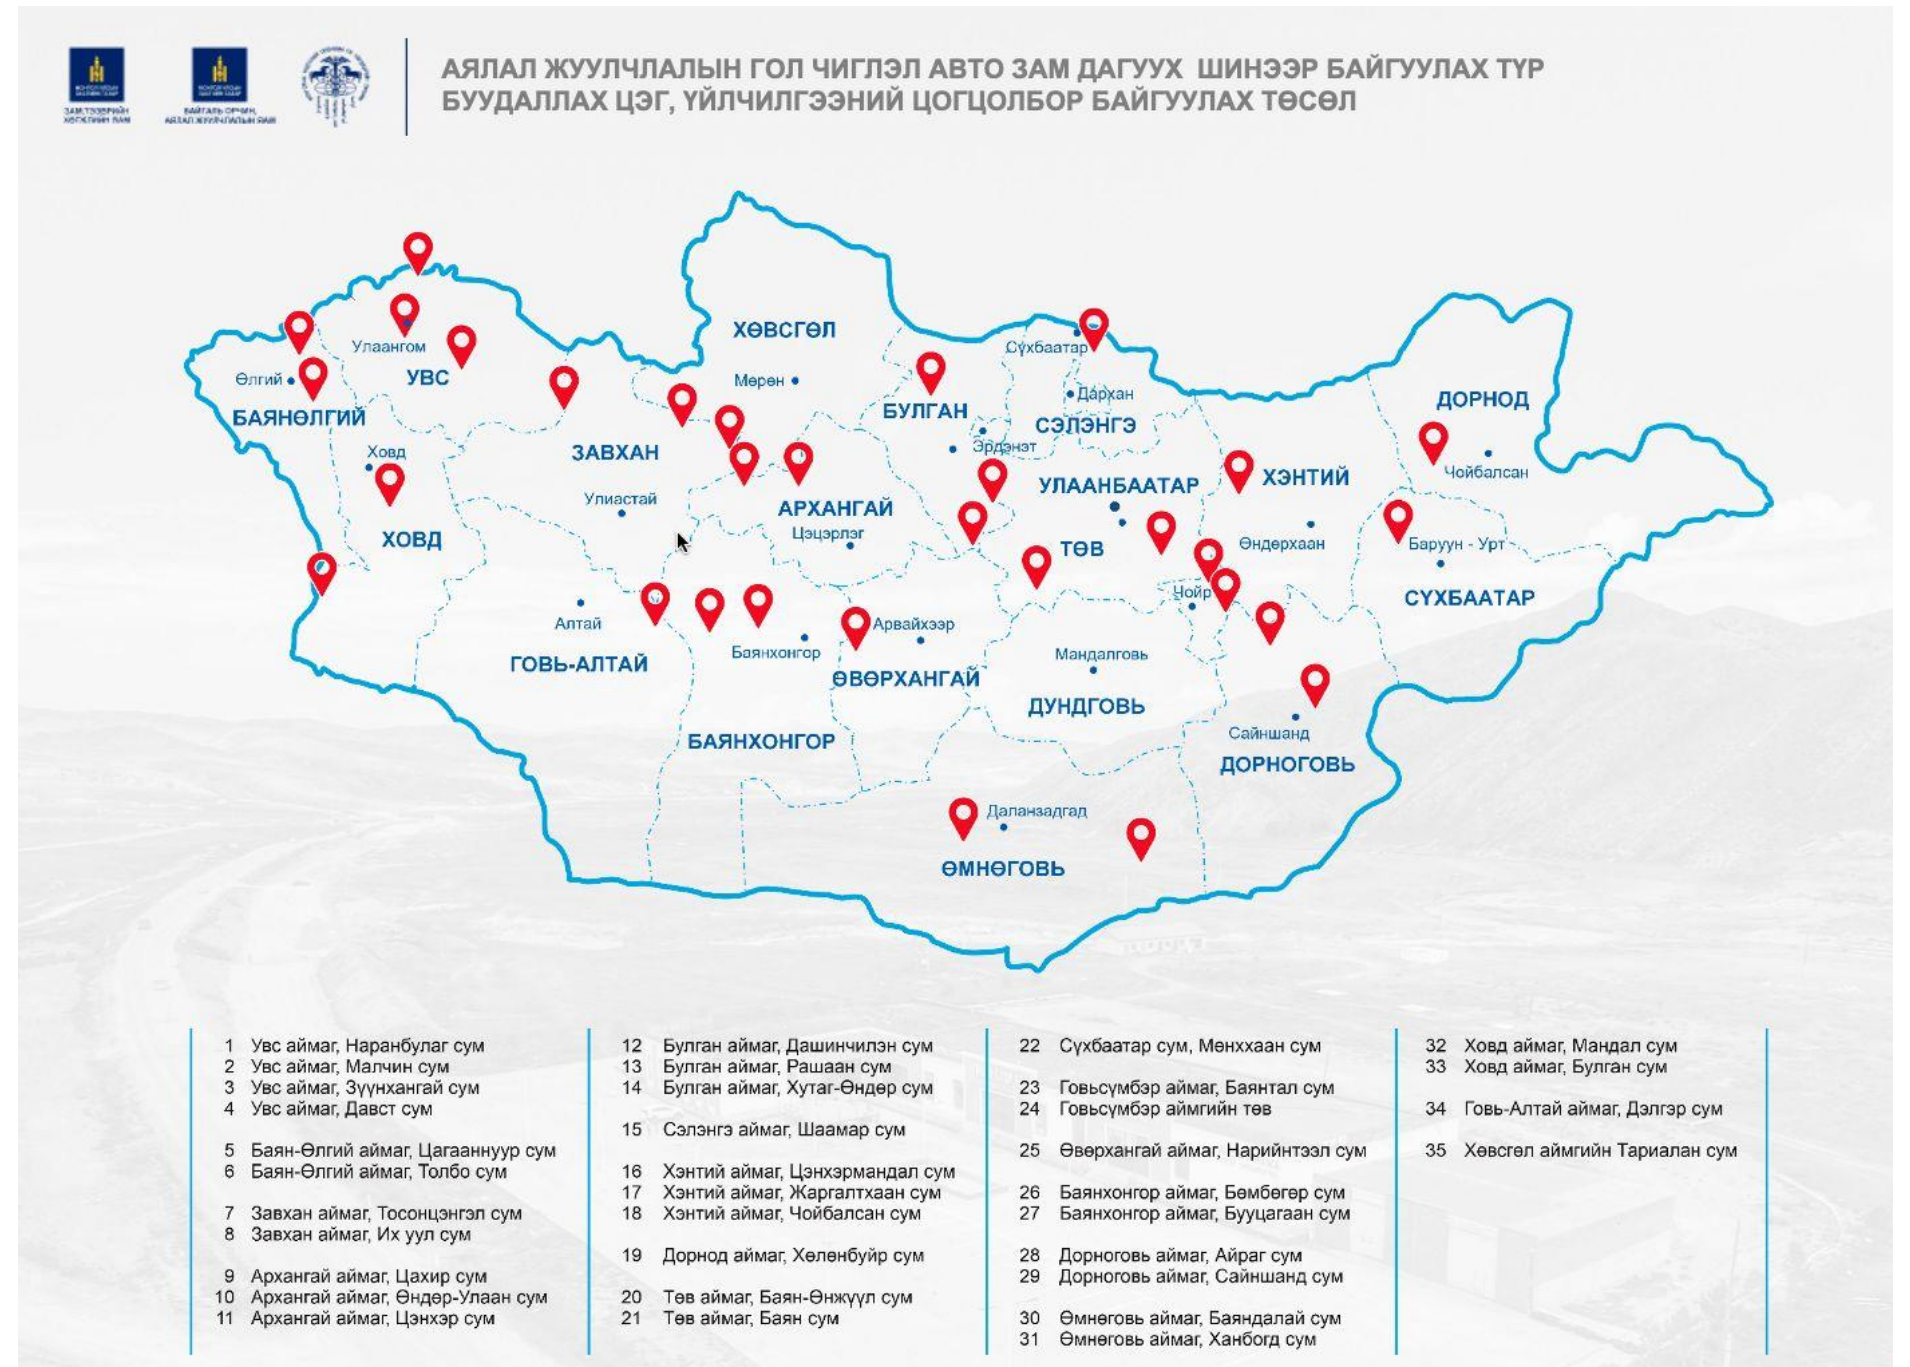 ЗАМ ТЭЭВРИЙН
ХӨГЖЛИЙН ЯАМ
БАЙГАЛЬ ОРЧИН,
АЯЛАЛ ЖУУЛЧЛАЛЫН ЯАМ
АЯЛАЛ ЖУУЛЧЛАЛЫН ГОЛ ЧИГЛЭЛ АВТО ЗАМ ДАГУУХ ШИНЭЭР БАЙГУУЛАХ ТҮР
БУУДАЛЛАХ ЦЭГ, ҮЙЛЧИЛГЭЭНИЙ ЦОГЦОЛБОР БАЙГУУЛАХ ТӨСӨЛ
ХӨВСГӨЛ
Сүхбаатар
Улаангом
Өлгий
УВС
Мөрөн
Дархан
БАЯНӨЛГИЙ
БУЛГАН
СЭЛЭНГЭ
ДОРНОД
Ховд
ЗАВХАН
Эрдэнэт
Чойбалсан
УЛААНБААТАР
ХЭНТИЙ
Улиастай
АРХАНГАЙ
Цэцэрлэг
ХОВД
ТӨВ
Өндөрхаан
Баруун - Урт
Чойр
СҮХБААТАР
Алтай
Арвайхээр
Баянхонгор
Мандалговь
ГОВЬ-АЛТАЙ
ӨВӨРХАНГАЙ
ДУНДГОВЬ
БАЯНХОНГОР
Сайншанд
ДОРНОГОВЬ
Даланзадгад
ӨМНӨГОВЬ
1 Увс аймаг, Наранбулаг сум
2 Увс аймаг, Малчин сум
3 Увс аймаг, Зүүнхангай сум
4 Увс аймаг, Давст сум
5 Баян-Өлгий аймаг, Цагааннуур сум
6 Баян-Өлгий аймаг, Толбо сум
7 Завхан аймаг, Тосонцэнгэл сум
8 Завхан аймаг, Их уул сум
9 Архангай аймаг, Цахир сум
10 Архангай аймаг, Өндөр-Улаан сум
11 Архангай аймаг, Цэнхэр сум
12 Булган аймаг, Дашинчилэн сум
13 Булган аймаг, Рашаан сум
14 Булган аймаг, Хутаг-Өндөр сум
15 Сэлэнгэ аймаг, Шаамар сум
16 Хэнтий аймаг, Цэнхэрмандал сум
17 Хэнтий аймаг, Жаргалтхаан сум
18 Хэнтий аймаг, Чойбалсан сум
19 Дорнод аймаг, Хөлөнбуйр сум
20 Төв аймаг, Баян-Өнжүүл сум
21 Төв аймаг, Баян сум
22 Сүхбаатар сум, Мөнххаан сум
23 Говьсүмбэр аймаг, Баянтал сум
24 Говьсүмбэр аймгийн төв
25 Өвөрхангай аймаг, Нарийнтээл сум
26 Баянхонгор аймаг, Бөмбөгөр сум
27 Баянхонгор аймаг, Бууцагаан сум
28 Дорноговь аймаг, Айраг сум
29 Дорноговь аймаг, Сайншанд сум
30 Өмнөговь аймаг, Баяндалай сум
31 Өмнөговь аймаг, Ханбогд сум
32 Ховд аймаг, Мандал сум
33 Ховд аймаг, Булган сум
34 Говь-Алтай аймаг, Дэлгэр сум
35 Хөвсгөл аймгийн Тариалан сум